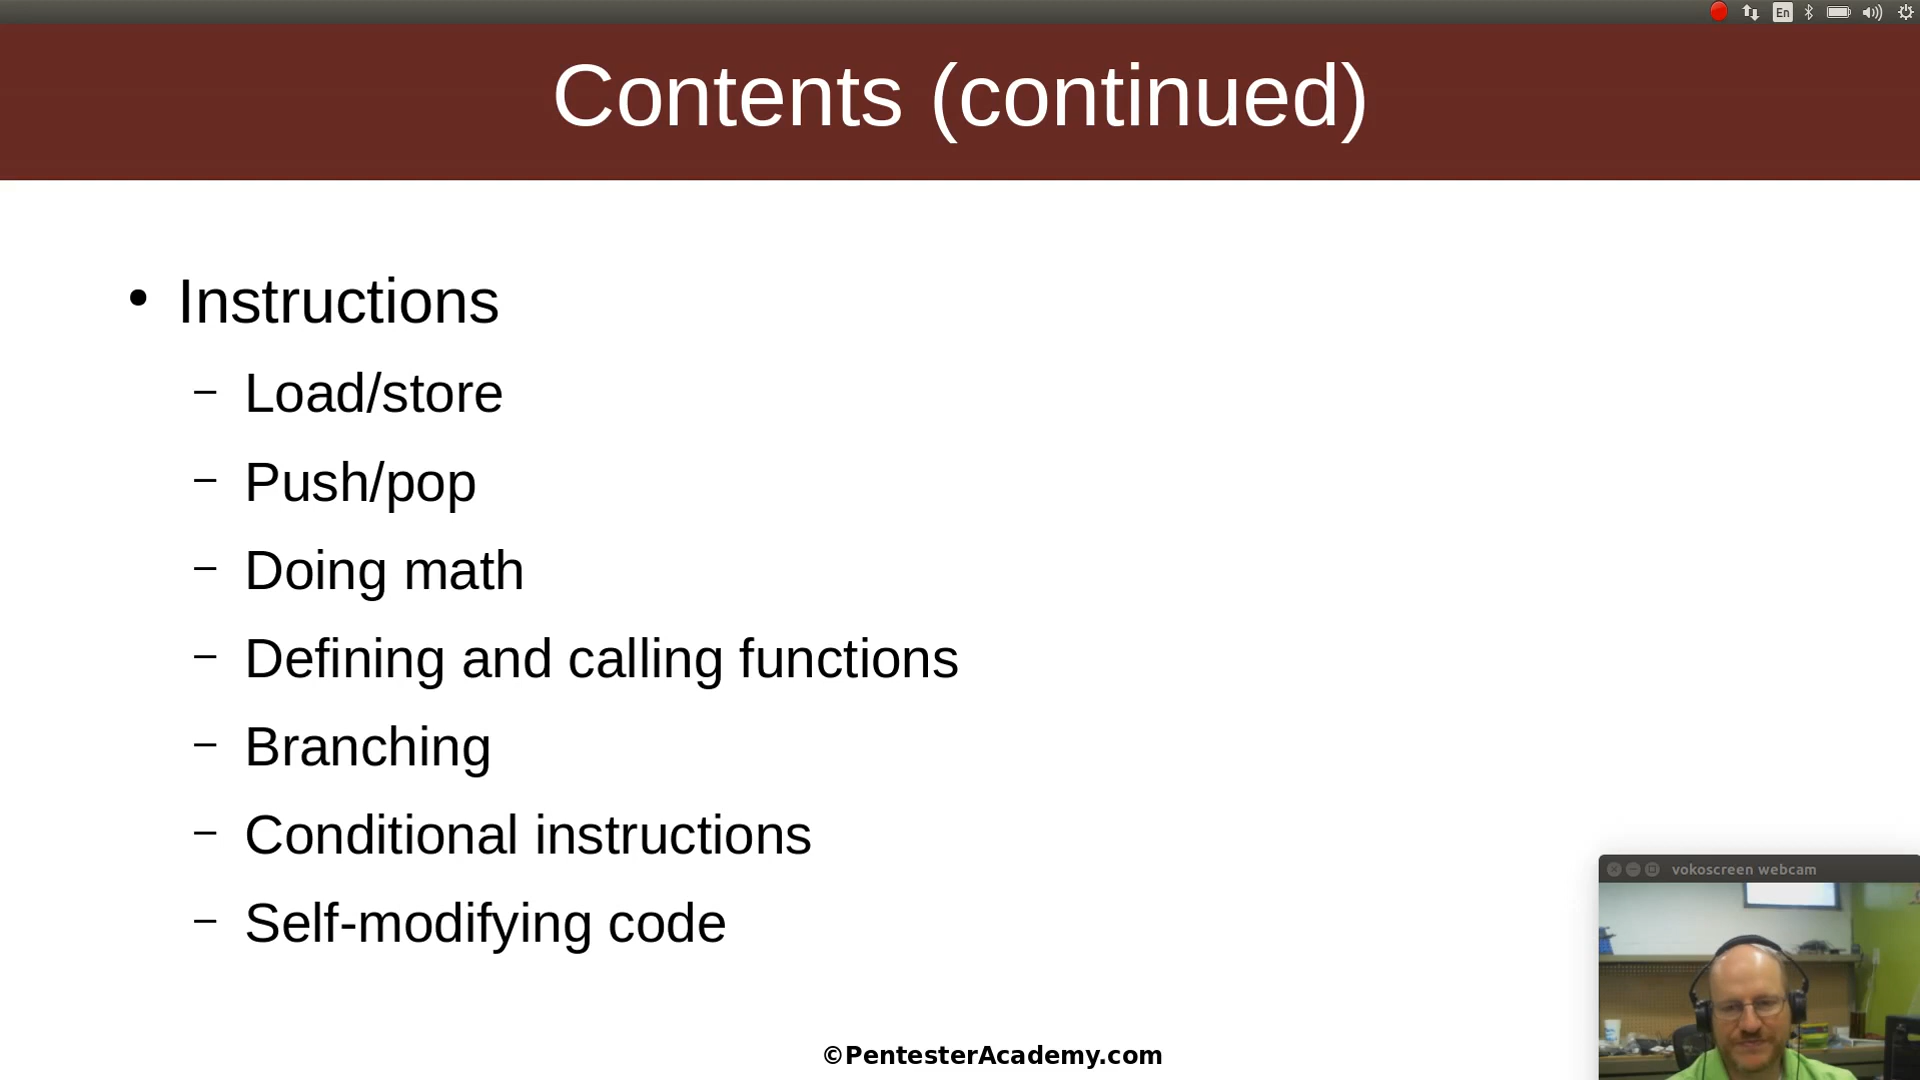 En
Contents (continued)
• Instructions
– Load/store
– Push/pop
– Doing math
– Defining and calling functions
– Branching
– Conditional instructions
– Self-modifying code
vokoscreen webcam
©PentesterAcademy.com